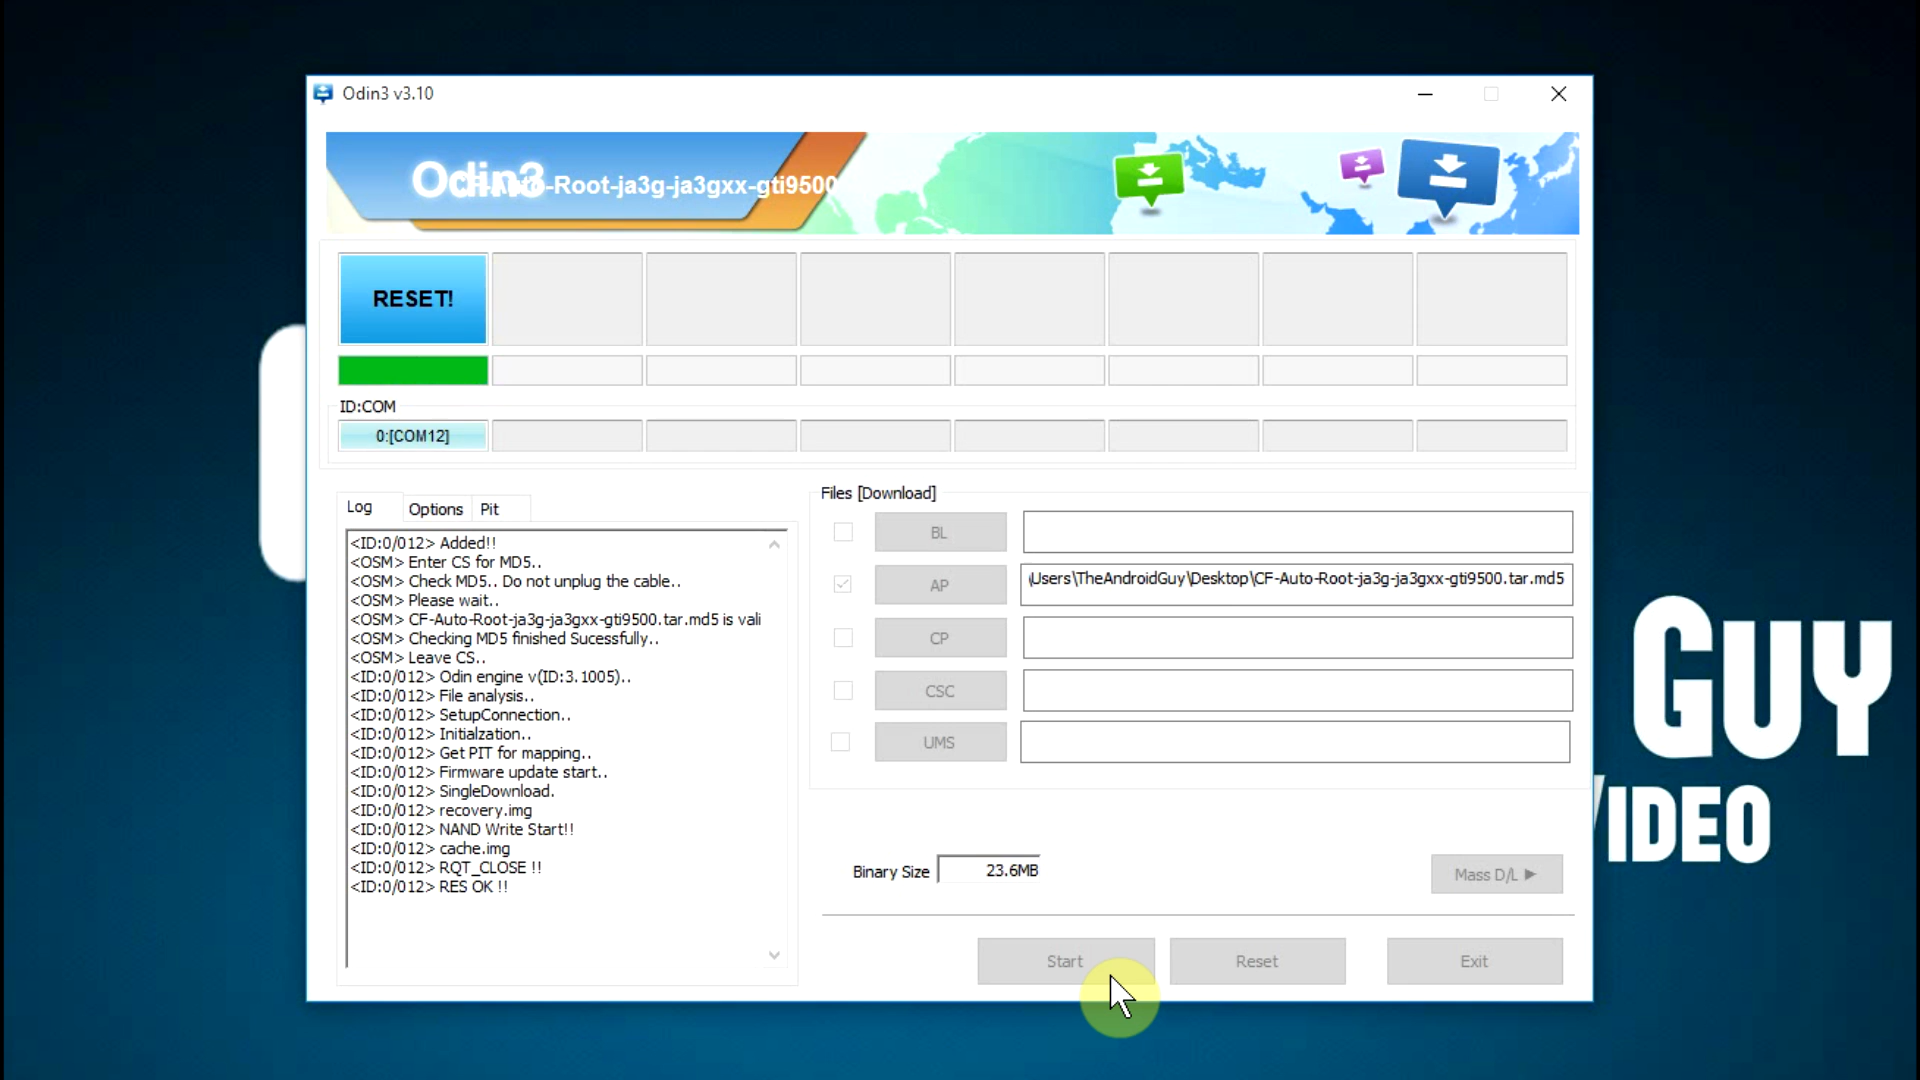 Odin3 v3.10
Odin3
CF-Auto-Root-ja3g-ja3gxx-gti9500
RESET!
ID:COM
0:[COM12]
Log
Options
Pit
<ID:0/012> Added!!
<OSM> Enter CS for MD5..
<OSM> Check MD5.. Do not unplug the cable..
<OSM> Please wait..
<OSM> CF-Auto-Root-ja3g-ja3gxx-gti9500.tar.md5 is vali
<OSM> Checking MD5 finished Sucessfully..
<OSM> Leave CS..
<ID:0/012> Odin engine v(ID:3.1005)..
<ID:0/012> File analysis..
<ID:0/012> SetupConnection..
<ID:0/012> Initialzation..
<ID:0/012> Get PIT for mapping..
<ID:0/012> Firmware update start..
<ID:0/012> SingleDownload.
<ID:0/012> recovery.img
<ID:0/012> NAND Write Start!!
<ID:0/012> cache.img
<ID:0/012> RQT_CLOSE !!
<ID:0/012> RES OK !!
Files [Download]
BL
AP
\Users\TheAndroidGuy\Desktop\CF-Auto-Root-ja3g-ja3gxx-gti9500.tar.md5
CP
CSC
UMS
Binary Size
23.6MB
Mass D/L ▶
Start
Reset
Exit
GUY
VIDEO